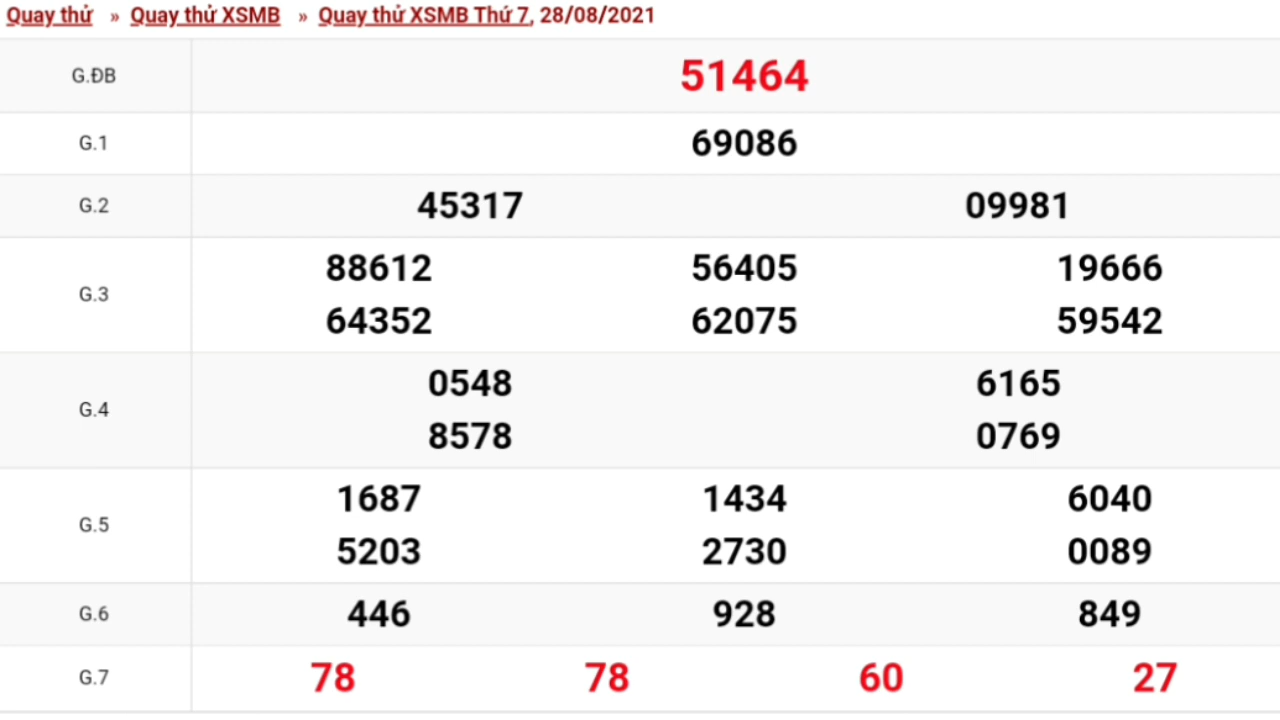 Quay thử » Quay thử XSMB » Quay thử XSMB Thứ 7, 28/08/2021
G.ĐB 51464
G.1 69086
G.2 45317 09981
G.3 88612 56405 19666
64352 62075 59542
G.4 0548 6165
8578 0769
G.5 1687 1434 6040
5203 2730 0089
G.6 446 928 849
G.7 78 78 60 27